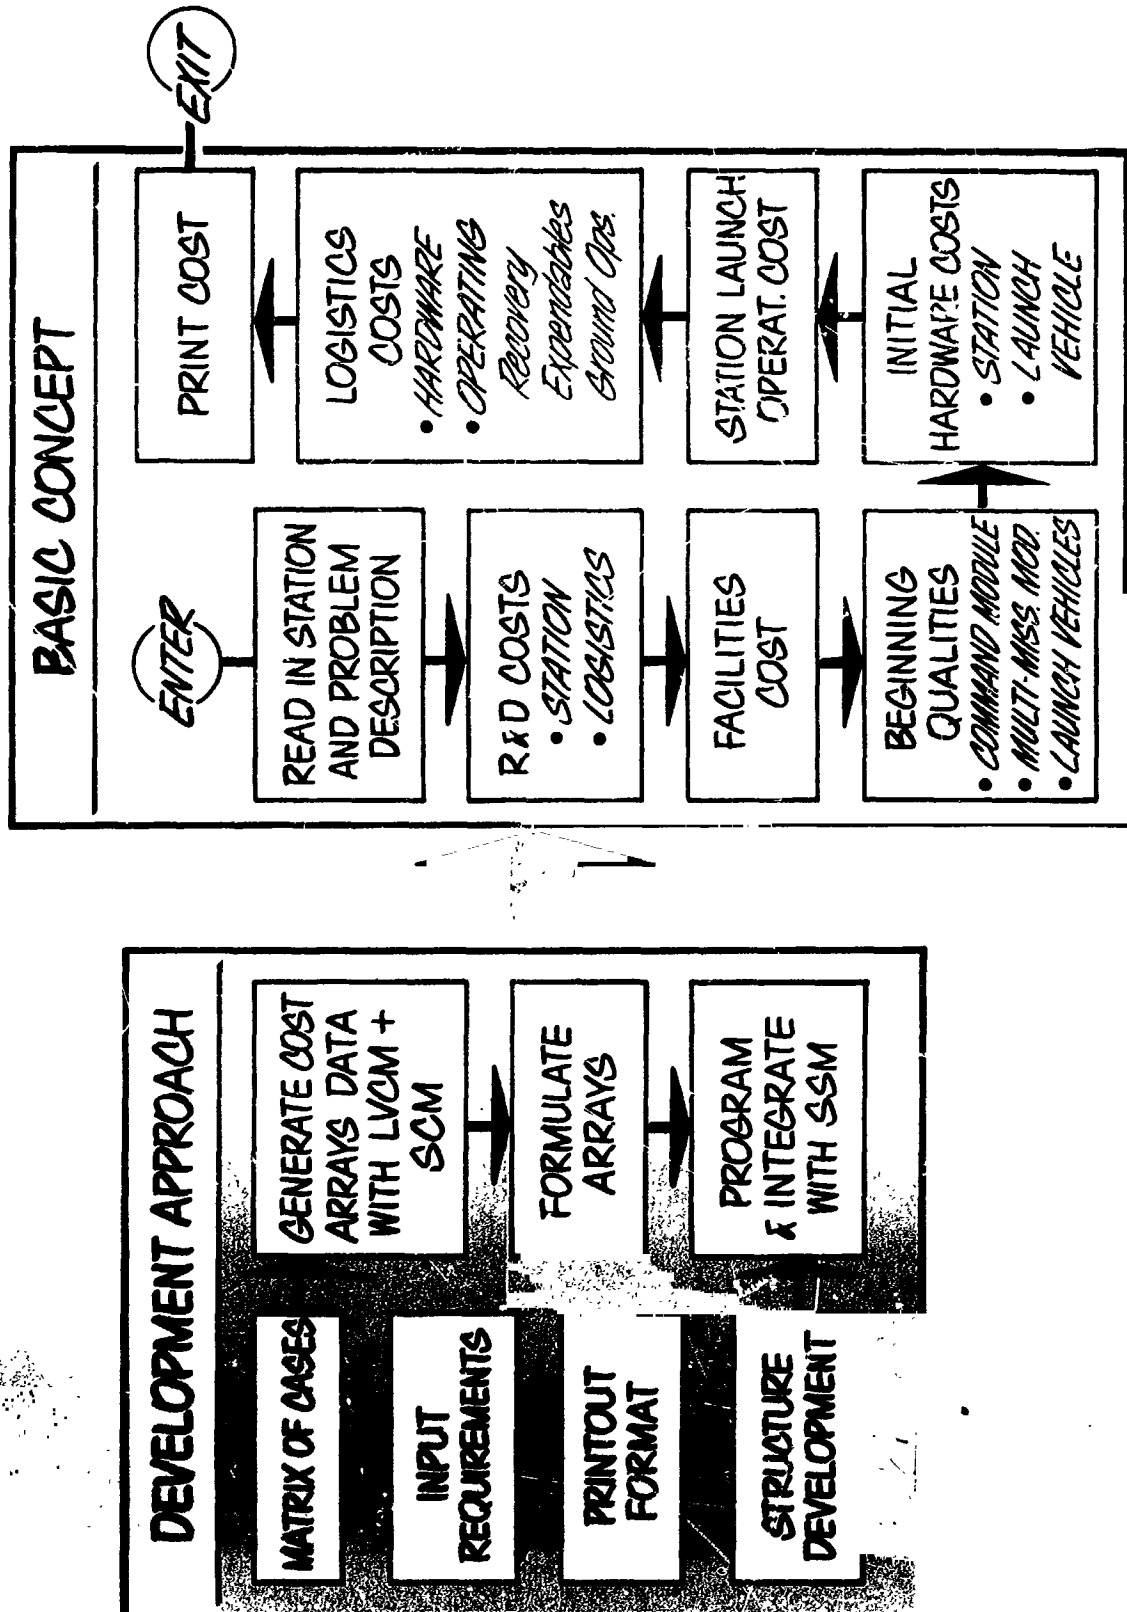 DEVELOPMENT APPROACH
MATRIX OF CASES
INPUT
REQUIREMENTS
PRINTOUT
FORMAT
STRUCTURE
DEVELOPMENT
GENERATE COST
ARRAYS DATA
WITH LVCM +
SCM
FORMULATE
ARRAYS
PROGRAM
& INTEGRATE
WITH SSM
BASIC CONCEPT
ENTER
READ IN STATION
AND PROBLEM
DESCRIPTION
R & D COSTS
• STATION
• LOGISTICS
FACILITIES
COST
BEGINNING
QUALITIES
• COMMAND MODULE
• MULTI-MISS. MOD.
• LAUNCH VEHICLES
INITIAL
HARDWARE COSTS
• STATION
• LAUNCH
VEHICLE
STATION LAUNCH
OPERAT. COST
LOGISTICS
COSTS
• HARDWARE
• OPERATING
Recovery
Expendables
Ground Ops.
PRINT COST
EXIT